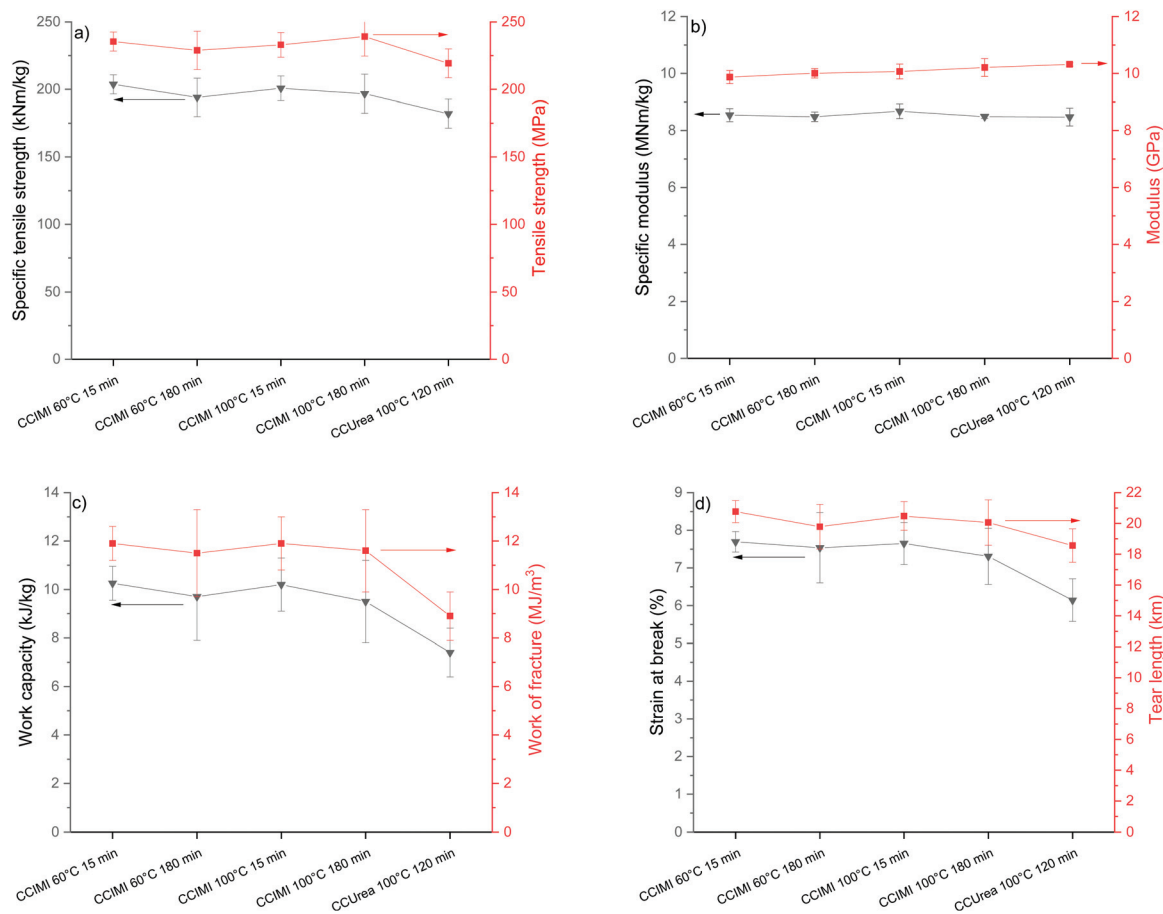 a)
Specific tensile strength (kNm/kg)
250
200
150
100
50
0
250
200
150
100
50
0
Tensile strength (MPa)
CCIMI 60°C 15 min
CCIMI 60°C 180 min
CCIMI 100°C 15 min
CCIMI 100°C 180 min
CCUrea 100°C 120 min
b)
Specific modulus (MNm/kg)
12
10
8
6
4
2
0
12
10
8
6
4
2
0
Modulus (GPa)
CCIMI 60°C 15 min
CCIMI 60°C 180 min
CCIMI 100°C 15 min
CCIMI 100°C 180 min
CCUrea 100°C 120 min
c)
Work capacity (kJ/kg)
14
12
10
8
6
4
2
0
14
12
10
8
6
4
2
0
Work of fracture (MJ/m³)
CCIMI 60°C 15 min
CCIMI 60°C 180 min
CCIMI 100°C 15 min
CCIMI 100°C 180 min
CCUrea 100°C 120 min
d)
Strain at break (%)
9
8
7
6
5
4
3
2
1
0
22
20
18
16
14
12
10
8
6
4
2
0
Tear length (km)
CCIMI 60°C 15 min
CCIMI 60°C 180 min
CCIMI 100°C 15 min
CCIMI 100°C 180 min
CCUrea 100°C 120 min